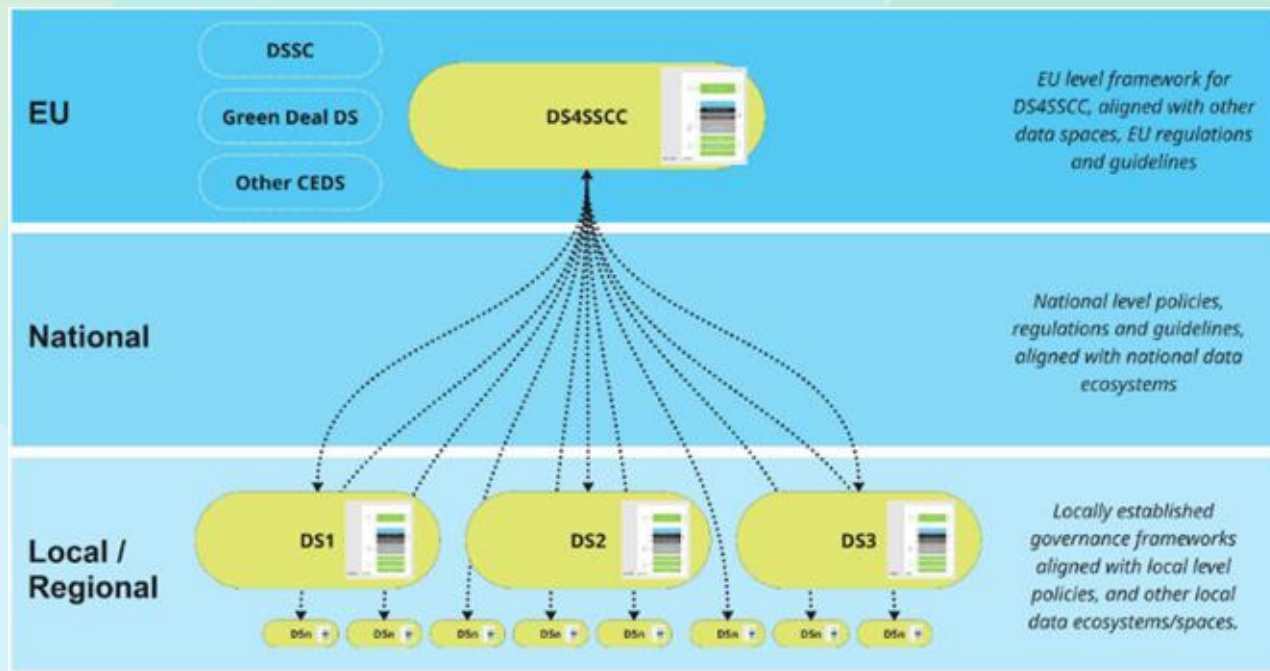 EU
DSSC
Green Deal DS
Other CEDS
DS4SSCC
EU level framework for
DS4SSCC, aligned with other
data spaces, EU regulations
and guidelines
National
National level policies,
regulations and guidelines,
aligned with national data
ecosystems
Local /
Regional
DS1
DS2
DS3
Locally established
governance frameworks
aligned with local level
policies, and other local
data ecosystems/spaces.
DSn
DSn
DSn
DSn
DSn
DSn
DSn
DSn